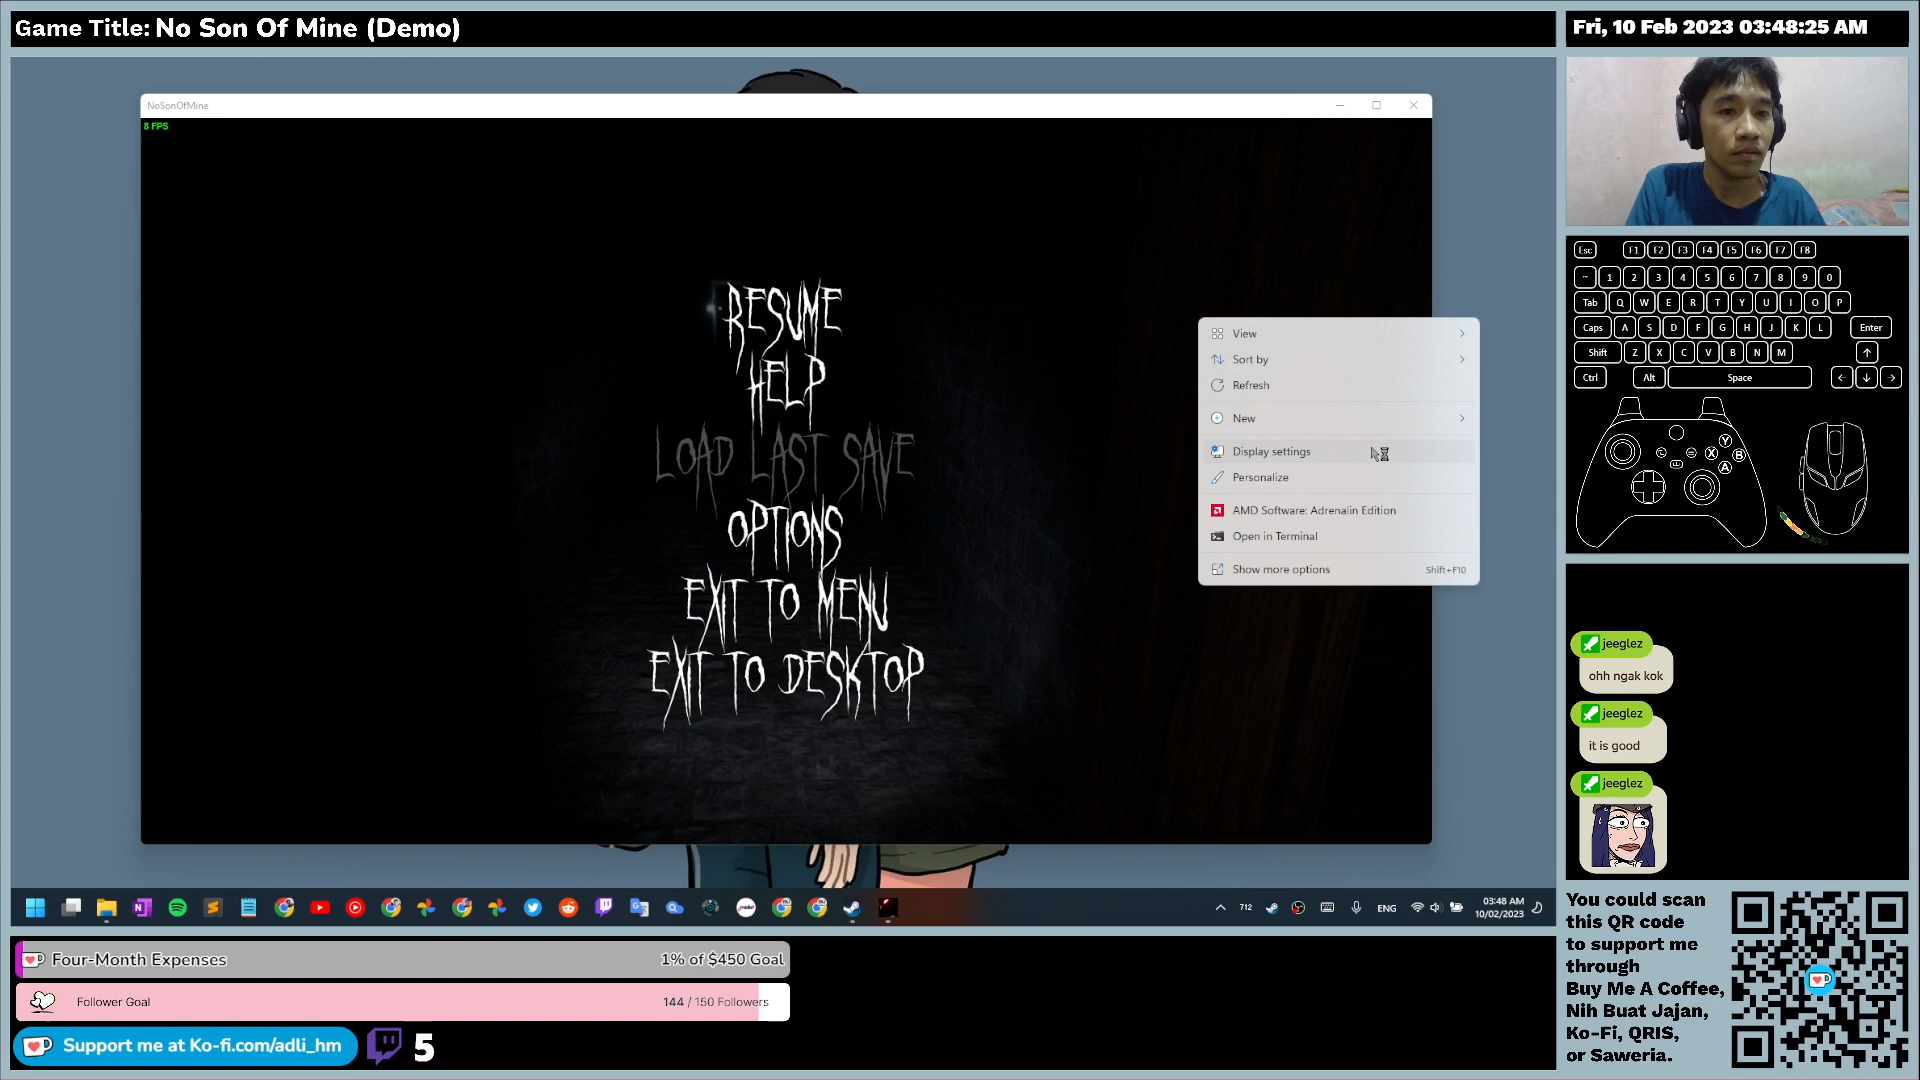 Game Title: No Son Of Mine (Demo)
Fri, 10 Feb 2023 03:48:25 AM
NoSonOfMine
8 FPS
RESUME
HELP
LOAD LAST SAVE
OPTIONS
EXIT TO MENU
EXIT TO DESKTOP
View
Sort by
Refresh
New
Display settings
Personalize
AMD Software: Adrenalin Edition
Open in Terminal
Show more options Shift+F10
Esc F1 F2 F3 F4 F5 F6 F7 F8
~ 1 2 3 4 5 6 7 8 9 0
Tab Q W E R T Y U I O P
Caps A S D F G H J K L Enter
Shift Z X C V B N M ↑
Ctrl Alt Space ← ↓ →
Y
X B
A
jeeglez
ohh ngak kok
jeeglez
it is good
jeeglez
712
ENG
03:48 AM
10/02/2023
Four-Month Expenses 1% of $450 Goal
Follower Goal 144 / 150 Followers
Support me at Ko-fi.com/adli_hm 5
You could scan
this QR code
to support me
through
Buy Me A Coffee,
Nih Buat Jajan,
Ko-Fi, QRIS,
or Saweria.